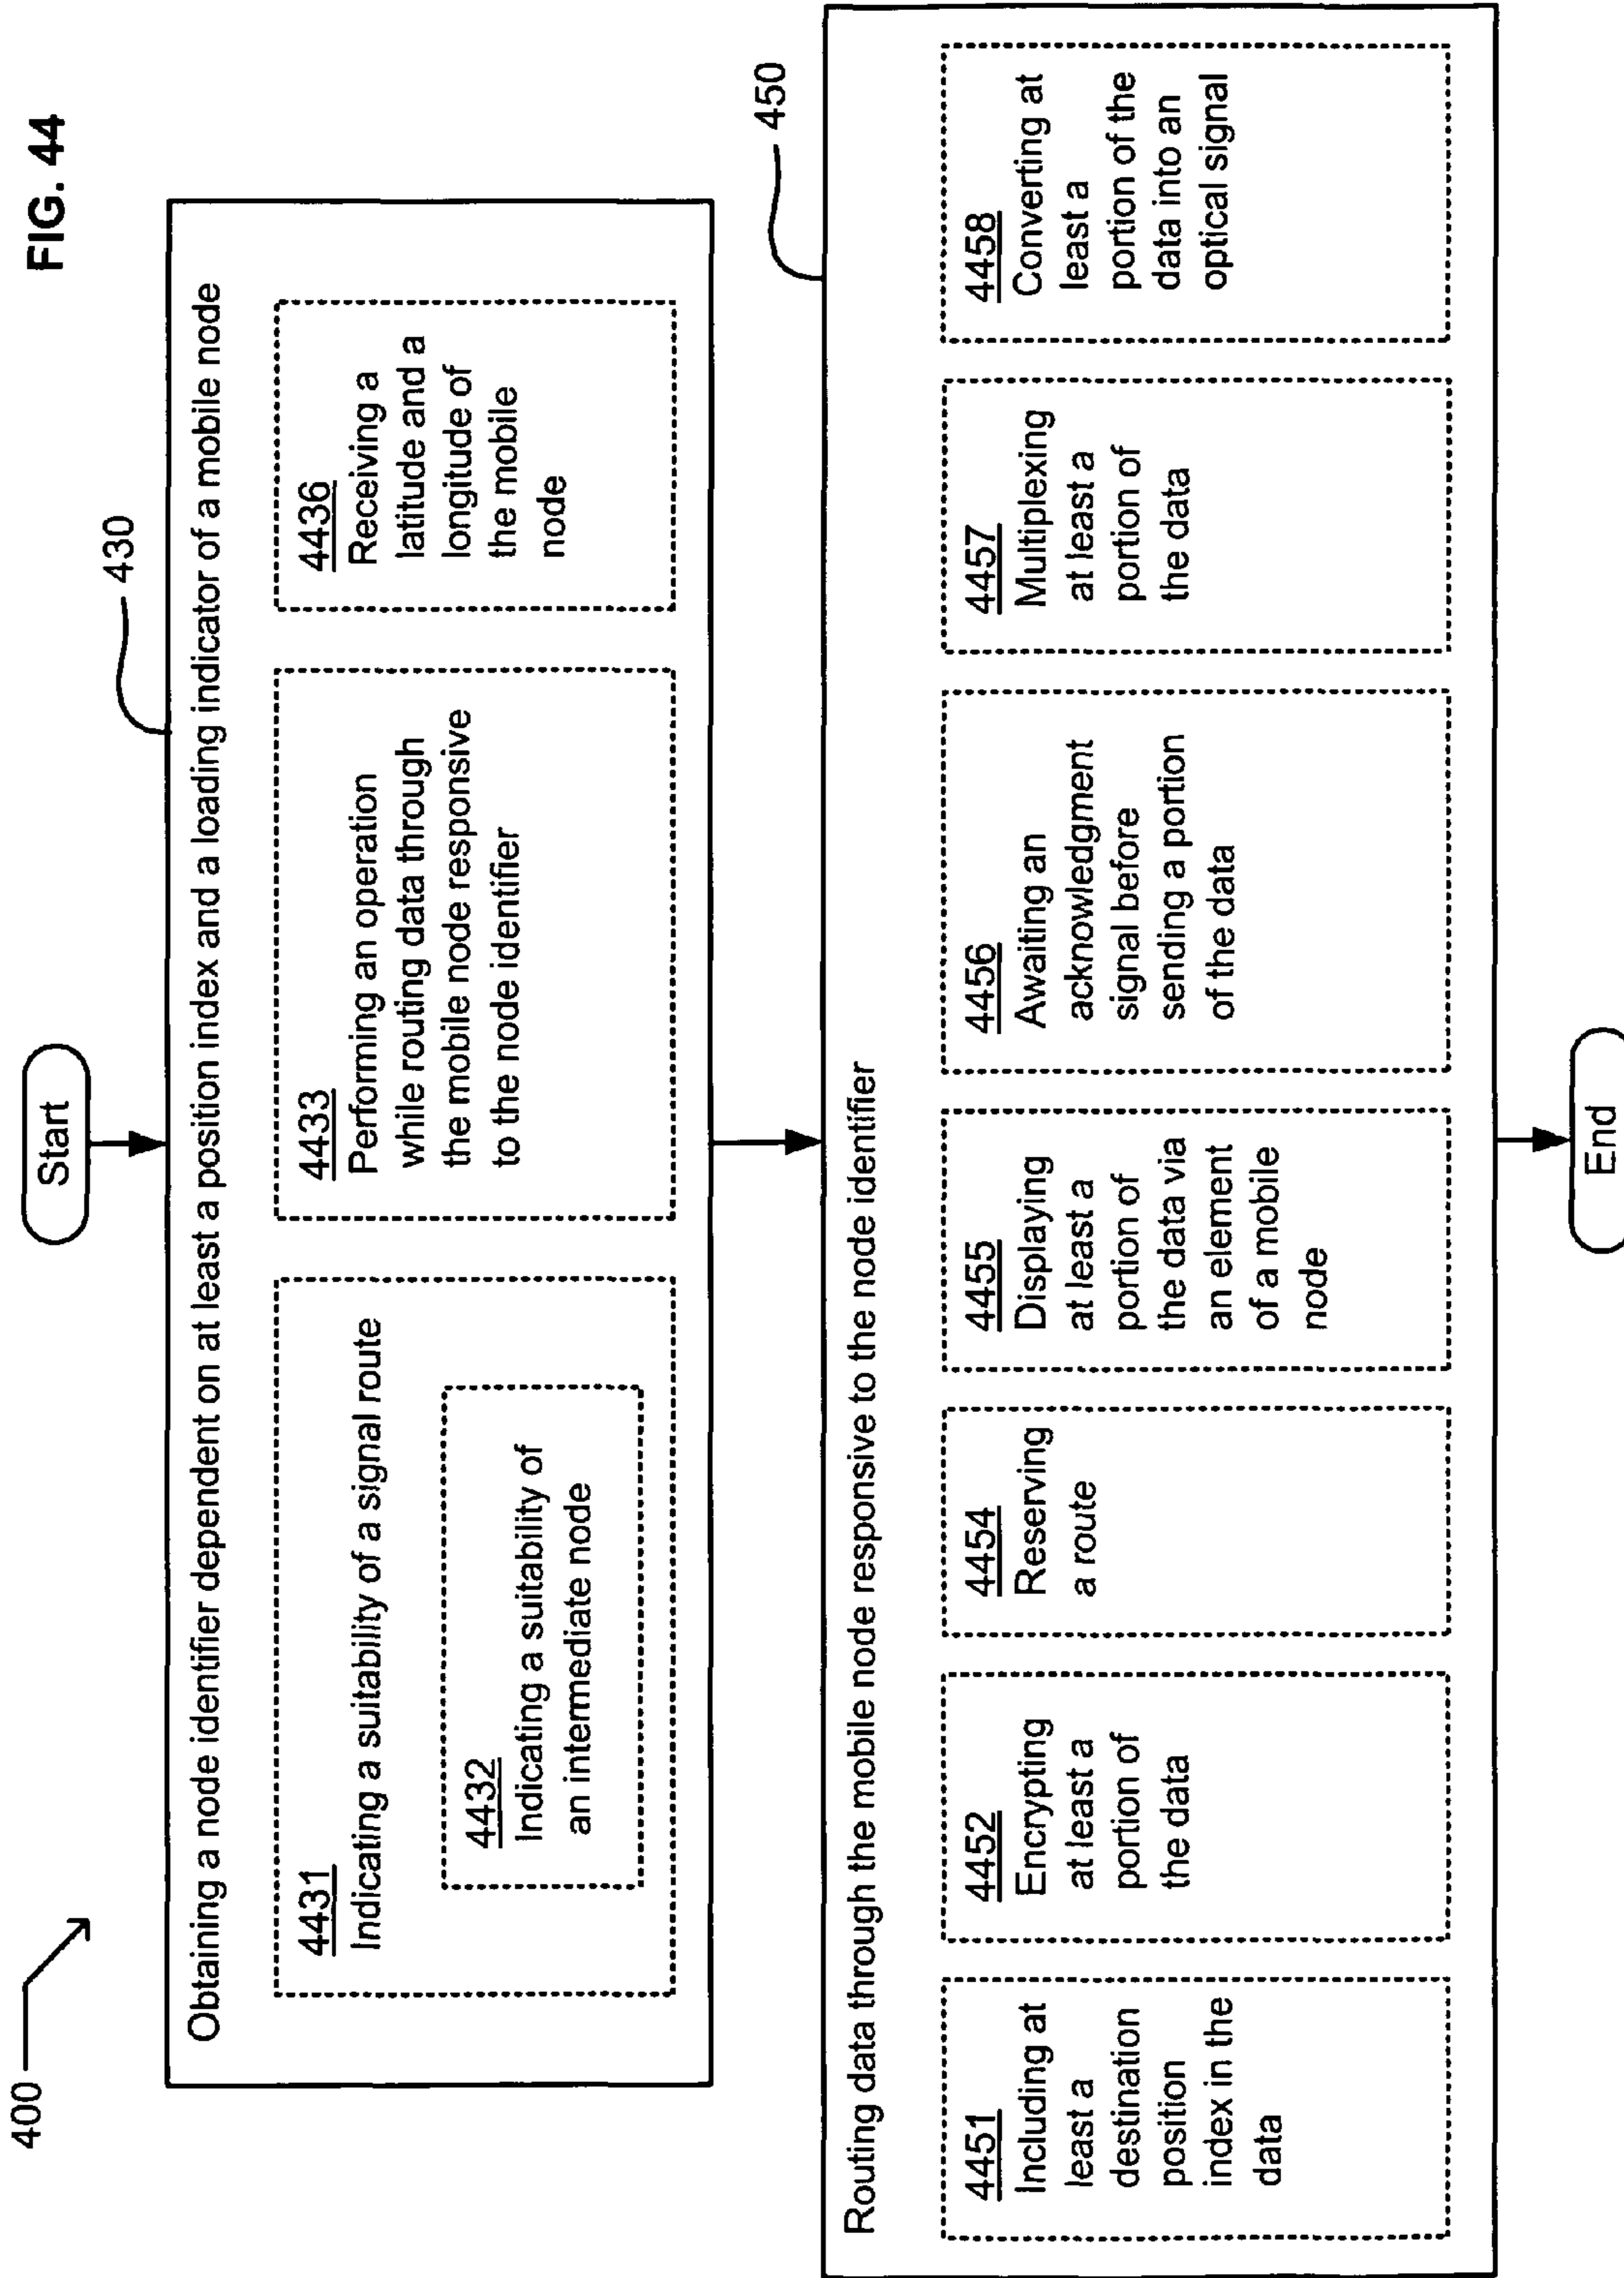 FIG. 44
400
Start
430
Obtaining a node identifier dependent on at least a position index and a loading indicator of a mobile node
4431
Indicating a suitability of a signal route
4432
Indicating a suitability of
an intermediate node
4433
Performing an operation
while routing data through
the mobile node responsive
to the node identifier
4436
Receiving a
latitude and a
longitude of
the mobile
node
450
Routing data through the mobile node responsive to the node identifier
4451
Including at
least a
destination
position
index in the
data
4452
Encrypting
at least a
portion of
the data
4454
Reserving
a route
4455
Displaying
at least a
portion of
the data via
an element
of a mobile
node
4456
Awaiting an
acknowledgment
signal before
sending a portion
of the data
4457
Multiplexing
at least a
portion of
the data
4458
Converting at
least a
portion of the
data into an
optical signal
End